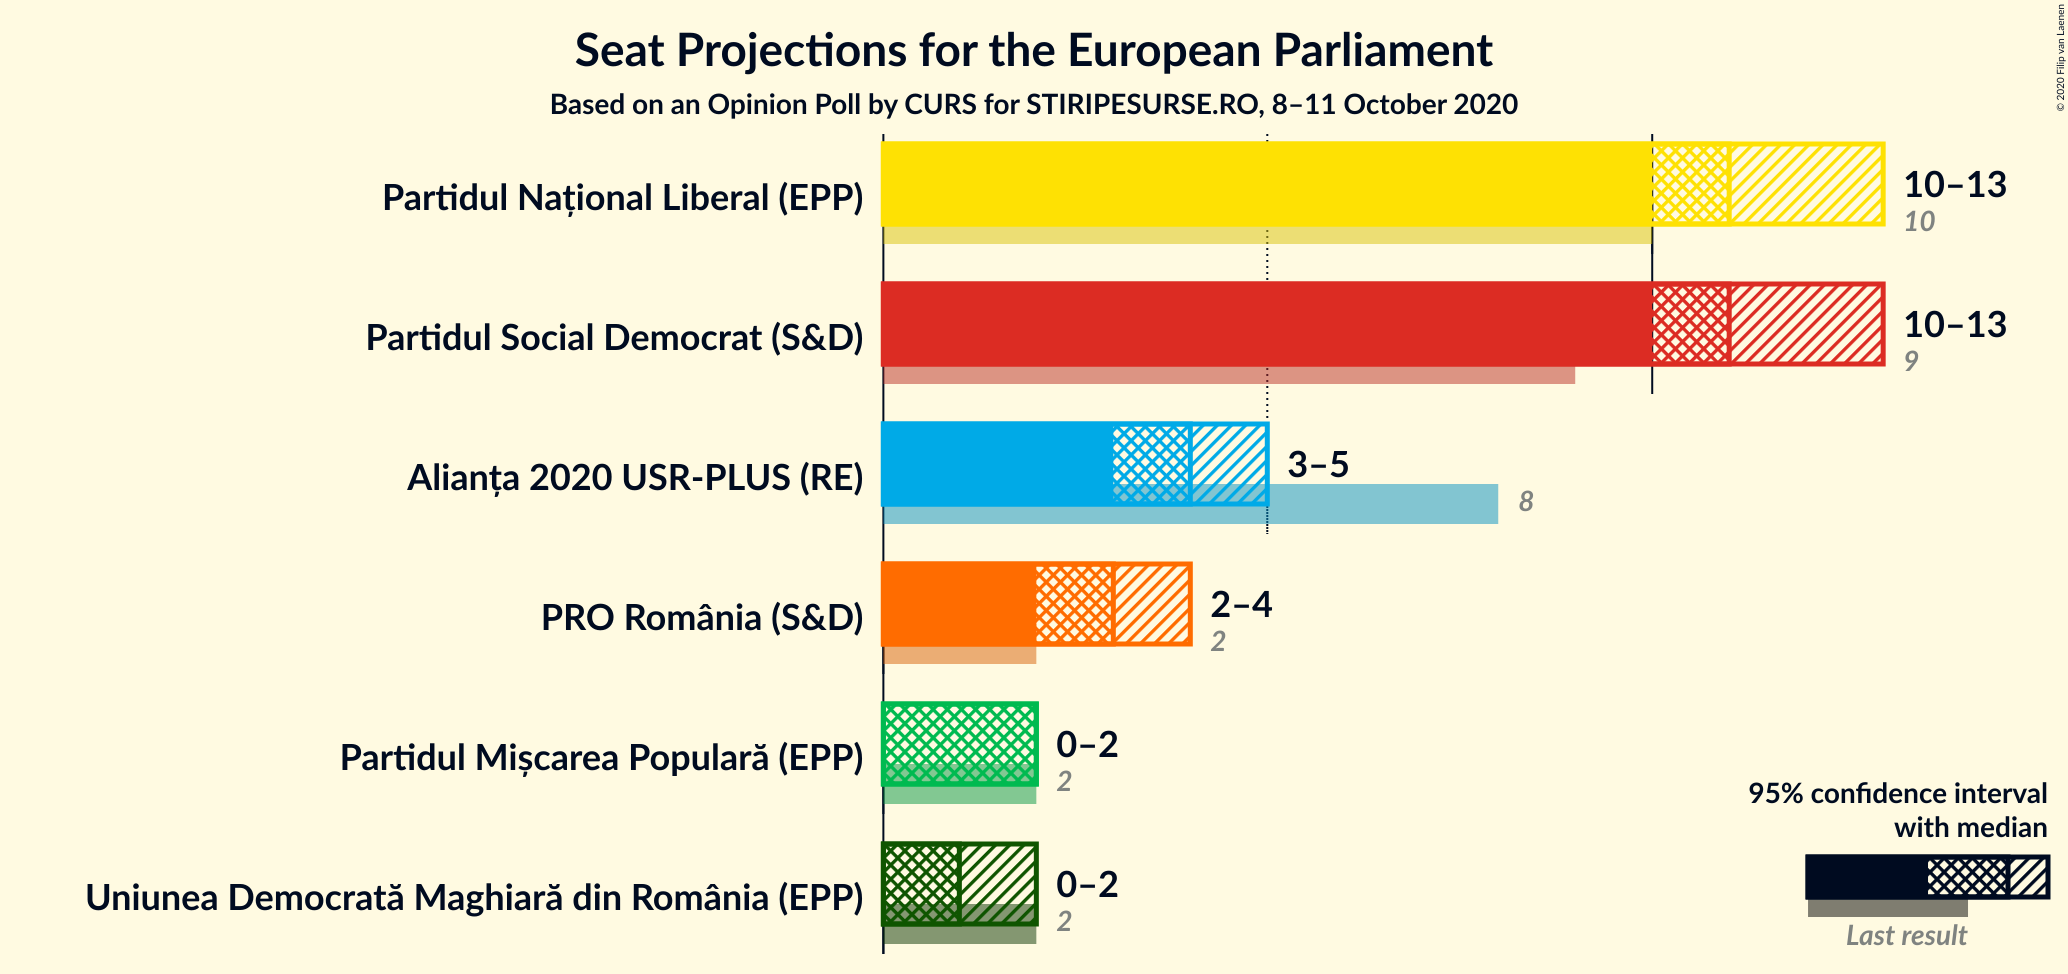 Seat Projections for the European Parliament
Based on an Opinion Poll by CURS for STIRIPESURSE.RO, 8–11 October 2020
© 2020 Filip van Laenen
Partidul Național Liberal (EPP)
10–13
10
Partidul Social Democrat (S&D)
10–13
9
Alianța 2020 USR-PLUS (RE)
3–5
8
PRO România (S&D)
2–4
2
Partidul Mișcarea Populară (EPP)
0–2
2
Uniunea Democrată Maghiară din România (EPP)
0–2
2
95% confidence interval
with median
Last result